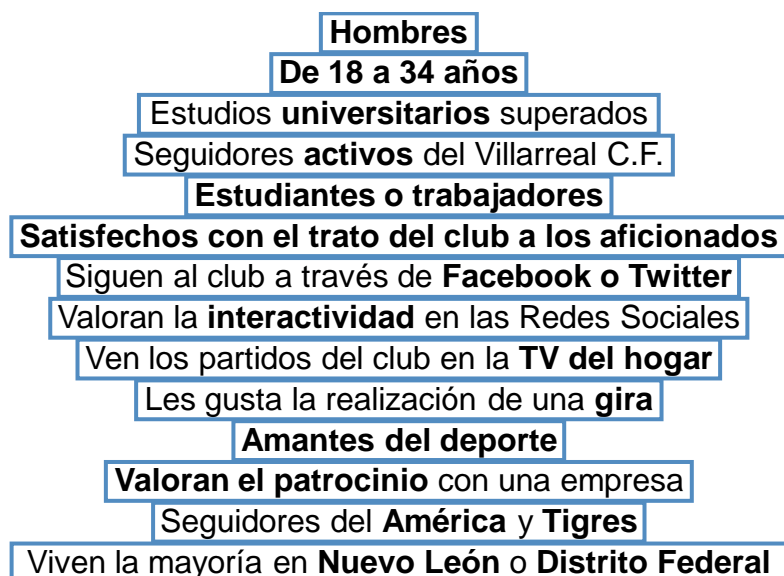 Hombres
De 18 a 34 años
Estudios universitarios superados
Seguidores activos del Villarreal C.F.
Estudiantes o trabajadores
Satisfechos con el trato del club a los aficionados
Siguen al club a través de Facebook o Twitter
Valoran la interactividad en las Redes Sociales
Ven los partidos del club en la TV del hogar
Les gusta la realización de una gira
Amantes del deporte
Valoran el patrocinio con una empresa
Seguidores del América y Tigres
Viven la mayoría en Nuevo León o Distrito Federal